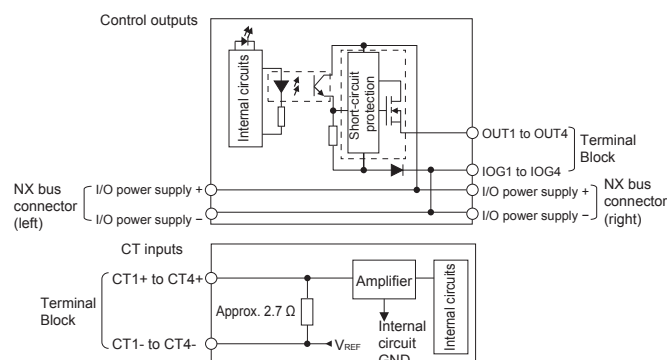 Control outputs
Internal circuits
Short-circuit
protection
OUT1 to OUT4
IOG1 to IOG4
Terminal
Block
NX bus
connector
(left)
I/O power supply +
I/O power supply −
I/O power supply +
I/O power supply −
NX bus
connector
(right)
CT inputs
Terminal
Block
CT1+ to CT4+
CT1- to CT4-
Approx. 2.7 Ω
Amplifier
Internal
circuit
GND
VREF
Internal circuits